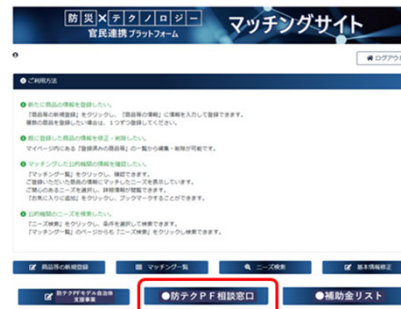 防災×テクノロジー
官民連携プラットフォーム
マッチングサイト
ログアウト
ご利用方法
新たに商品の情報を登録したい。
「商品等の新規登録」をクリックし、「商品等の情報」に情報を入力して登録できます。
複数の商品を登録したい場合は、1つずつ登録してください。
既に登録した商品の情報を修正・削除したい。
マイページ内にある「登録済みの商品等」の一覧から編集・削除が可能です。
マッチングした公的機関の情報を確認したい。
「マッチング一覧」をクリックし、確認できます。
ご登録いただいた商品の情報にマッチしたニーズを表示しています。
ご関心のあるニーズを選択し、詳細情報が閲覧できます。
「お気に入りに追加」をクリックし、ブックマークすることができます。
公的機関のニーズを検索したい。
「ニーズ検索」をクリックし、条件を選択して検索できます。
「マッチング一覧」のページからも「ニーズ検索」をクリックし検索できます。
商品等の新規登録 マッチング一覧 ニーズ検索 基本情報修正
防テクPFモデル自治体
支援事業
●防テクPF相談窓口 ●補助金リスト